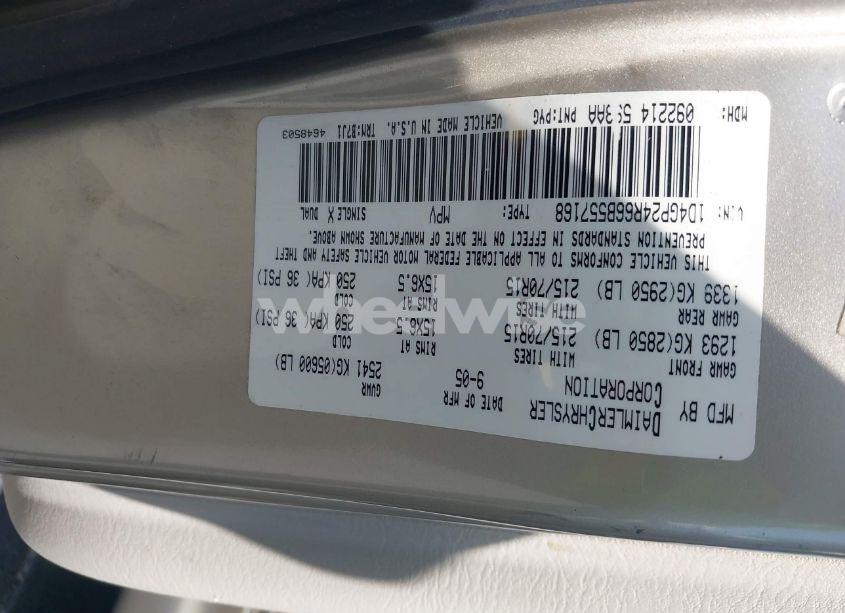 MFD BY DAIMLERCHRYSLER CORPORATION
DATE OF MFR 9-05
GVWR 2541 KG(05600 LB)
GAWR FRONT WITH TIRES RIMS AT COLD
1293 KG(2850 LB) 215/70R15 15X6.5 250 KPA(36 PSI)
GAWR REAR WITH TIRES RIMS AT COLD
1339 KG(2950 LB) 215/70R15 15X6.5 250 KPA(36 PSI)
THIS VEHICLE CONFORMS TO ALL APPLICABLE FEDERAL MOTOR VEHICLE SAFETY AND THEFT
PREVENTION STANDARDS IN EFFECT ON THE DATE OF MANUFACTURE SHOWN ABOVE.
VIN: 1D4GP24R66B557168 TYPE: MPV SINGLE X DUAL
MDH: 092214 PNT:PYG VEHICLE MADE IN U.S.A. TRM:B7J1 4648503
wheelwise